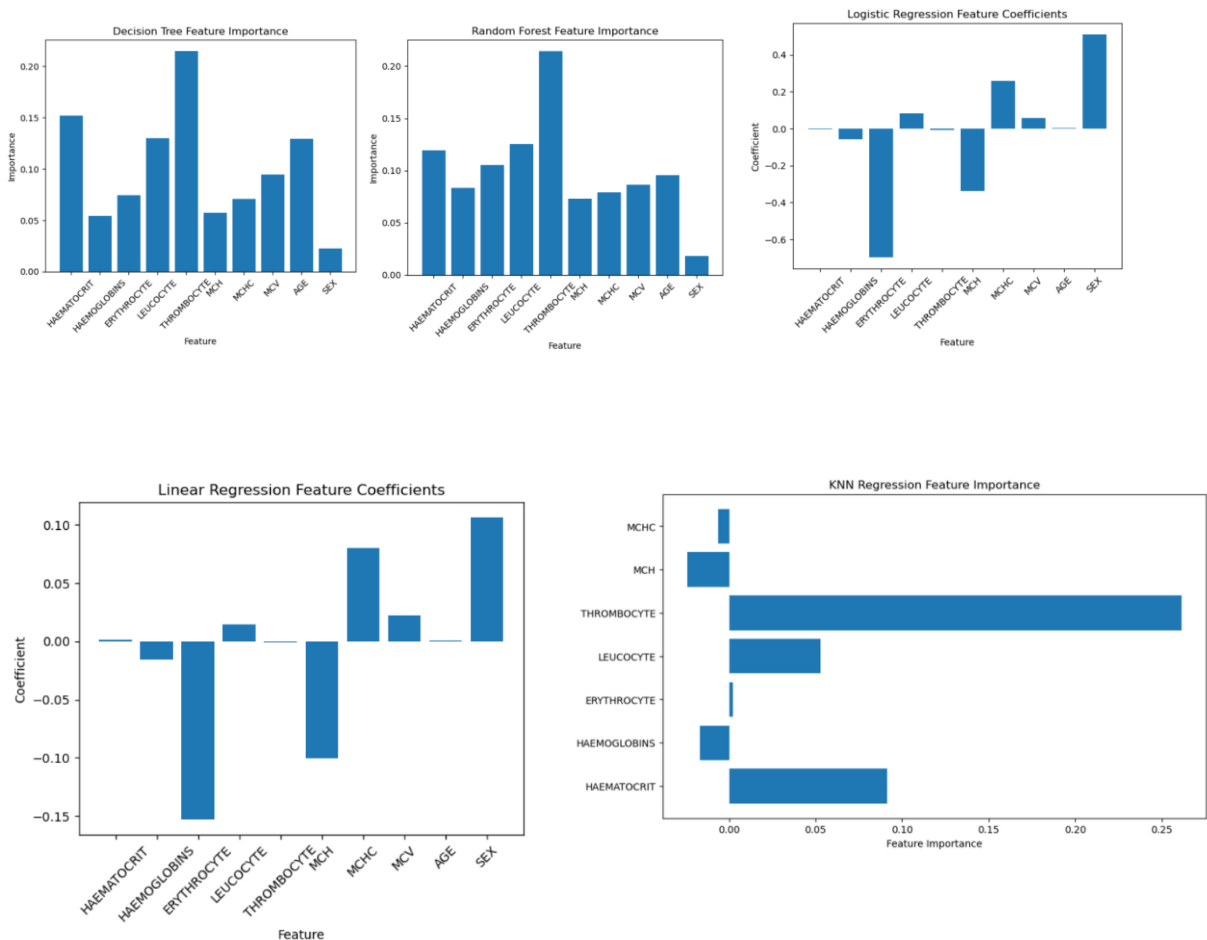 Decision Tree Feature Importance
Importance
0.20
0.15
0.10
0.05
0.00
HAEMATOCRIT
HAEMOGLOBINS
ERYTHROCYTE
LEUCOCYTE
THROMBOCYTE
MCH
MCHC
MCV
AGE
SEX
Feature
Random Forest Feature Importance
Importance
0.20
0.15
0.10
0.05
0.00
HAEMATOCRIT
HAEMOGLOBINS
ERYTHROCYTE
LEUCOCYTE
THROMBOCYTE
MCH
MCHC
MCV
AGE
SEX
Feature
Logistic Regression Feature Coefficients
Coefficient
0.4
0.2
0.0
−0.2
−0.4
−0.6
HAEMATOCRIT
HAEMOGLOBINS
ERYTHROCYTE
LEUCOCYTE
THROMBOCYTE
MCH
MCHC
MCV
AGE
SEX
Feature
Linear Regression Feature Coefficients
Coefficient
0.10
0.05
0.00
−0.05
−0.10
−0.15
HAEMATOCRIT
HAEMOGLOBINS
ERYTHROCYTE
LEUCOCYTE
THROMBOCYTE
MCH
MCHC
MCV
AGE
SEX
Feature
KNN Regression Feature Importance
MCHC
MCH
THROMBOCYTE
LEUCOCYTE
ERYTHROCYTE
HAEMOGLOBINS
HAEMATOCRIT
0.00
0.05
0.10
0.15
0.20
0.25
Feature Importance